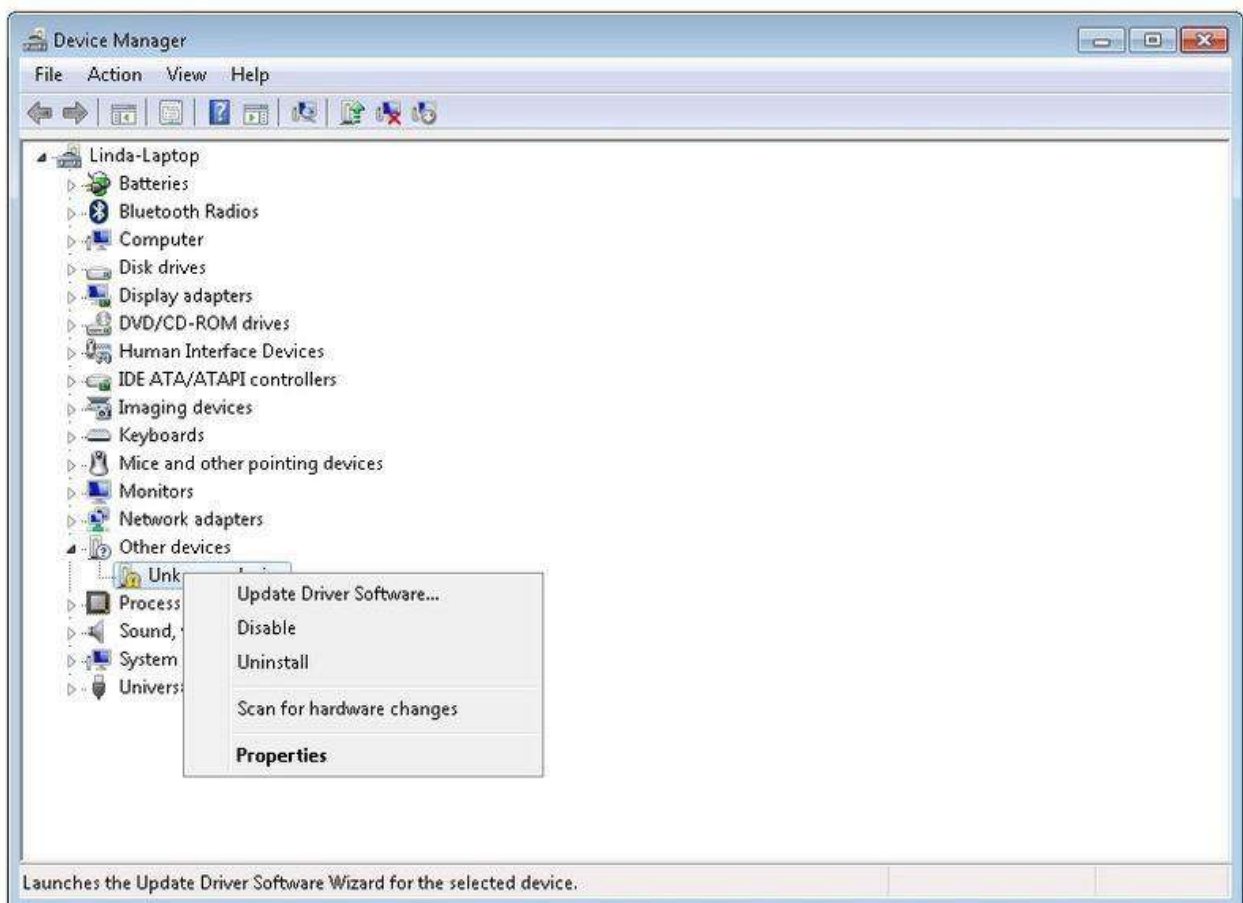 Device Manager
File Action View Help
Linda-Laptop
Batteries
Bluetooth Radios
Computer
Disk drives
Display adapters
DVD/CD-ROM drives
Human Interface Devices
IDE ATA/ATAPI controllers
Imaging devices
Keyboards
Mice and other pointing devices
Monitors
Network adapters
Other devices
Unk
Process
Sound,
System
Univers
Update Driver Software...
Disable
Uninstall
Scan for hardware changes
Properties
Launches the Update Driver Software Wizard for the selected device.